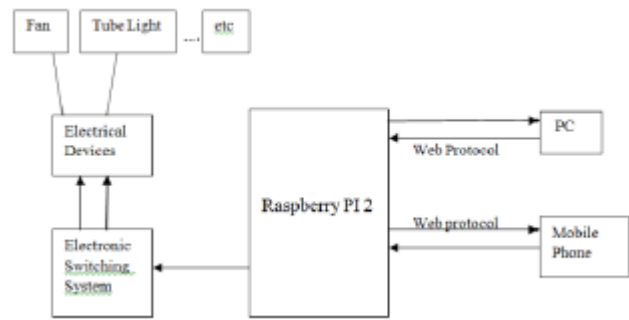 Fan
Tube Light
....
etc
Electrical
Devices
PC
Web Protocol
Raspberry PI 2
Web protocol
Mobile
Phone
Electronic
Switching
System